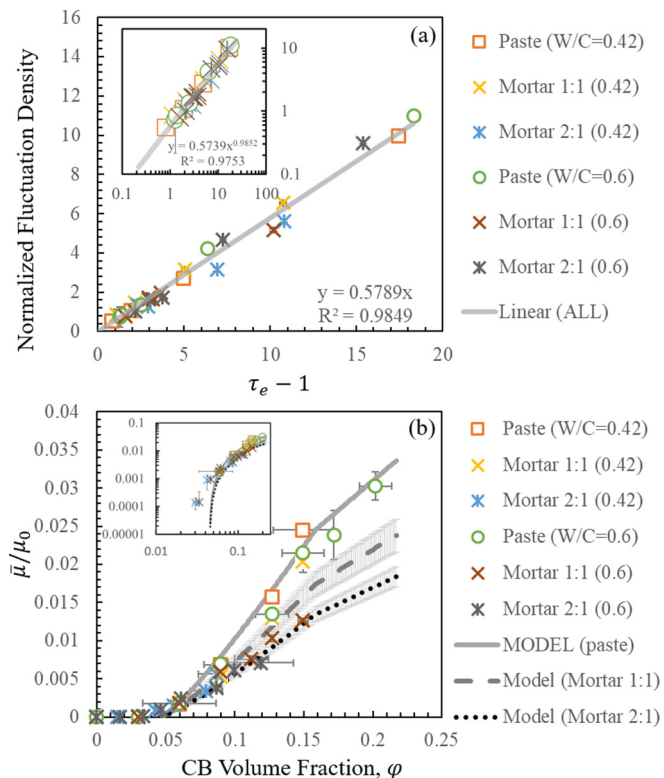 (a)
Normalized Fluctuation Density
16
14
12
10
8
6
4
2
0
0
5
10
15
20
τₑ − 1
10
1
0.1
0.1
1
10
100
y = 0.5739x^0.9852
R² = 0.9753
y = 0.5789x
R² = 0.9849
Paste (W/C=0.42)
Mortar 1:1 (0.42)
Mortar 2:1 (0.42)
Paste (W/C=0.6)
Mortar 1:1 (0.6)
Mortar 2:1 (0.6)
Linear (ALL)
(b)
μ̄/μ₀
0.04
0.035
0.03
0.025
0.02
0.015
0.01
0.005
0
0
0.05
0.1
0.15
0.2
0.25
CB Volume Fraction, φ
0.1
0.01
0.001
0.0001
0.00001
0.01
0.1
Paste (W/C=0.42)
Mortar 1:1 (0.42)
Mortar 2:1 (0.42)
Paste (W/C=0.6)
Mortar 1:1 (0.6)
Mortar 2:1 (0.6)
MODEL (paste)
Model (Mortar 1:1)
Model (Mortar 2:1)